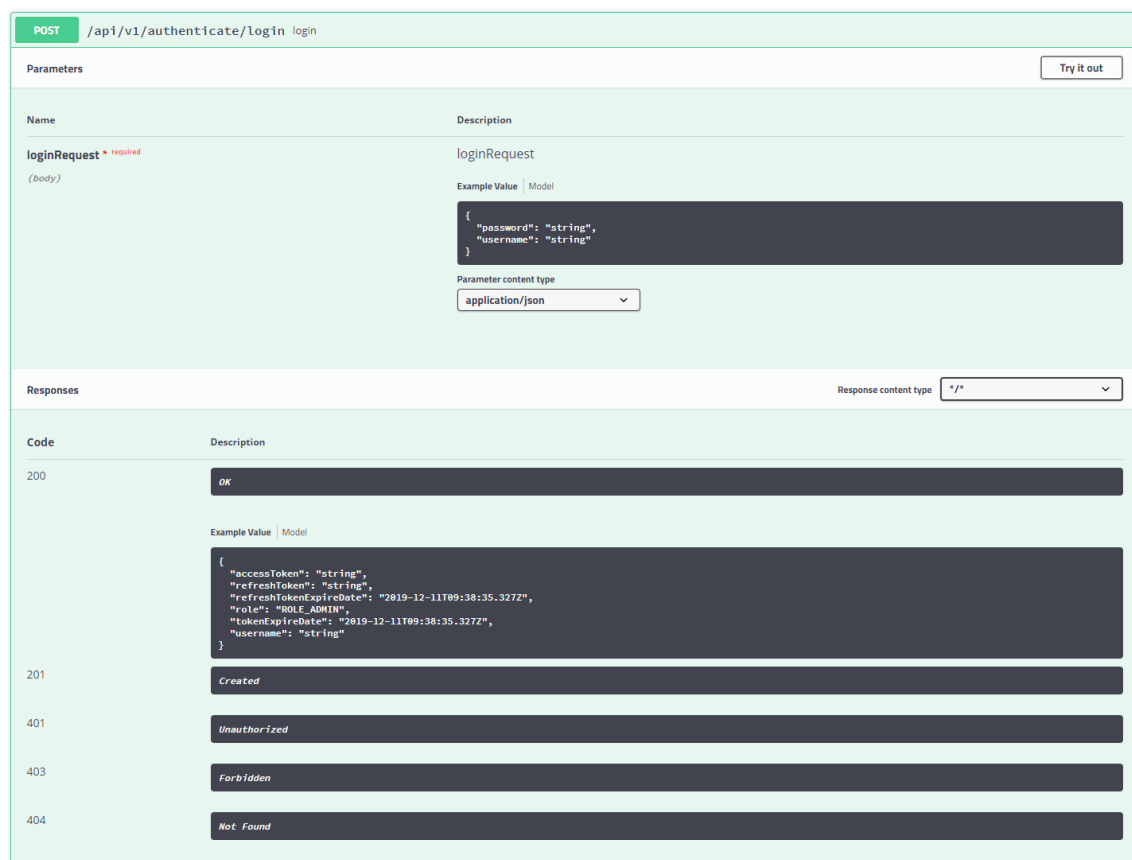 POST /api/v1/authenticate/login login
Parameters Try it out
Name Description
loginRequest * required loginRequest
(body)
Example Value Model
{
  "password": "string",
  "username": "string"
}
Parameter content type
application/json
Responses Response content type */*
Code Description
200 OK
Example Value Model
{
  "accessToken": "string",
  "refreshToken": "string",
  "refreshTokenExpireDate": "2019-12-11T09:38:35.327Z",
  "role": "ROLE_ADMIN",
  "tokenExpireDate": "2019-12-11T09:38:35.327Z",
  "username": "string"
}
201 Created
401 Unauthorized
403 Forbidden
404 Not Found